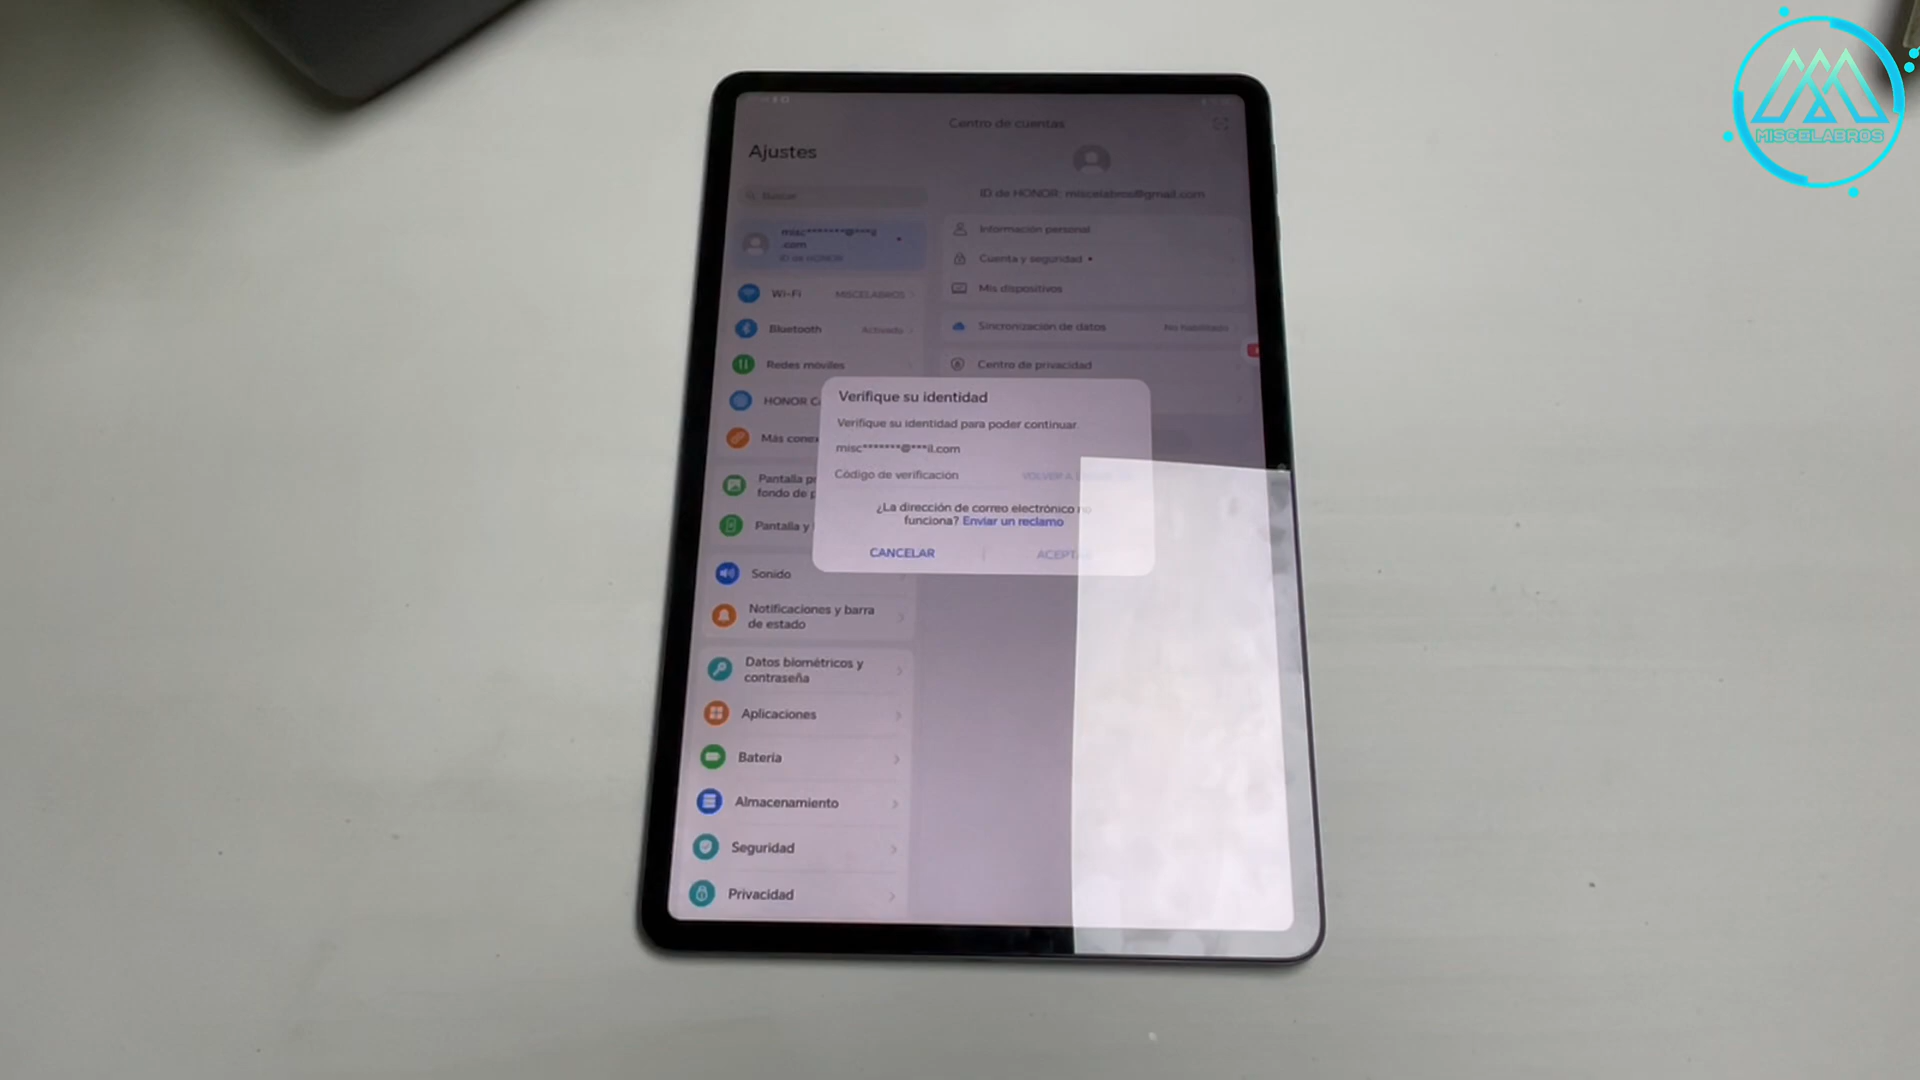 MISCELABROS
Centro de cuentas
Ajustes
Buscar
ID de HONOR: miscelabros@gmail.com
misc*******@***il
.com
ID de HONOR
Información personal
Cuenta y seguridad •
Mis dispositivos
Wi-Fi MISCELABROS
Bluetooth Activado
Sincronización de datos No habilitado
Redes móviles
Centro de privacidad
HONOR
Más
Verifique su identidad
Verifique su identidad para poder continuar.
misc*******@***il.com
Código de verificación VOLVER A
¿La dirección de correo electrónico no
funciona? Enviar un reclamo
CANCELAR
Pantalla
fondo de
Pantalla y
Sonido
Notificaciones y barra
de estado
Datos biométricos y
contraseña
Aplicaciones
Batería
Almacenamiento
Seguridad
Privacidad